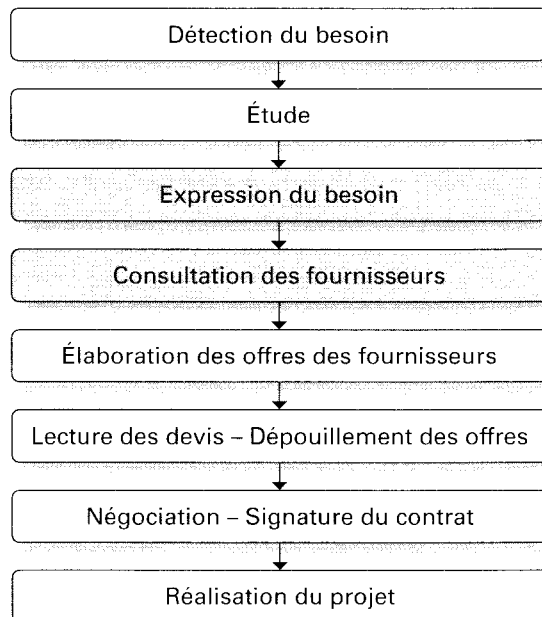 Détection du besoin
Étude
Expression du besoin
Consultation des fournisseurs
Élaboration des offres des fournisseurs
Lecture des devis – Dépouillement des offres
Négociation – Signature du contrat
Réalisation du projet